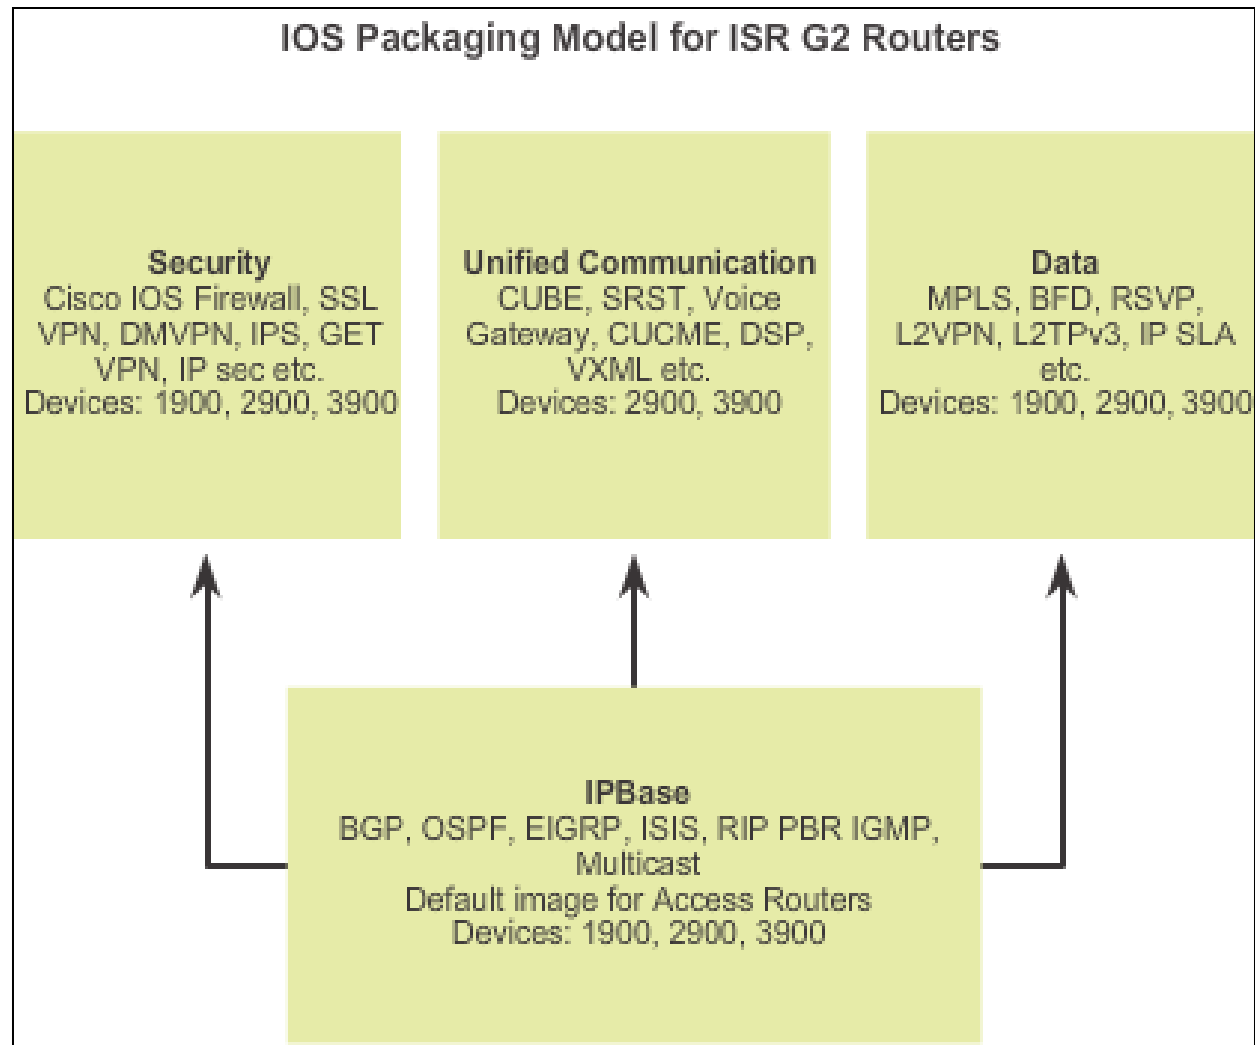 IOS Packaging Model for ISR G2 Routers
Security
Cisco IOS Firewall, SSL
VPN, DMVPN, IPS, GET
VPN, IP sec etc.
Devices: 1900, 2900, 3900
Unified Communication
CUBE, SRST, Voice
Gateway, CUCME, DSP,
VXML etc.
Devices: 2900, 3900
Data
MPLS, BFD, RSVP,
L2VPN, L2TPv3, IP SLA
etc.
Devices: 1900, 2900, 3900
IPBase
BGP, OSPF, EIGRP, ISIS, RIP PBR IGMP,
Multicast
Default image for Access Routers
Devices: 1900, 2900, 3900